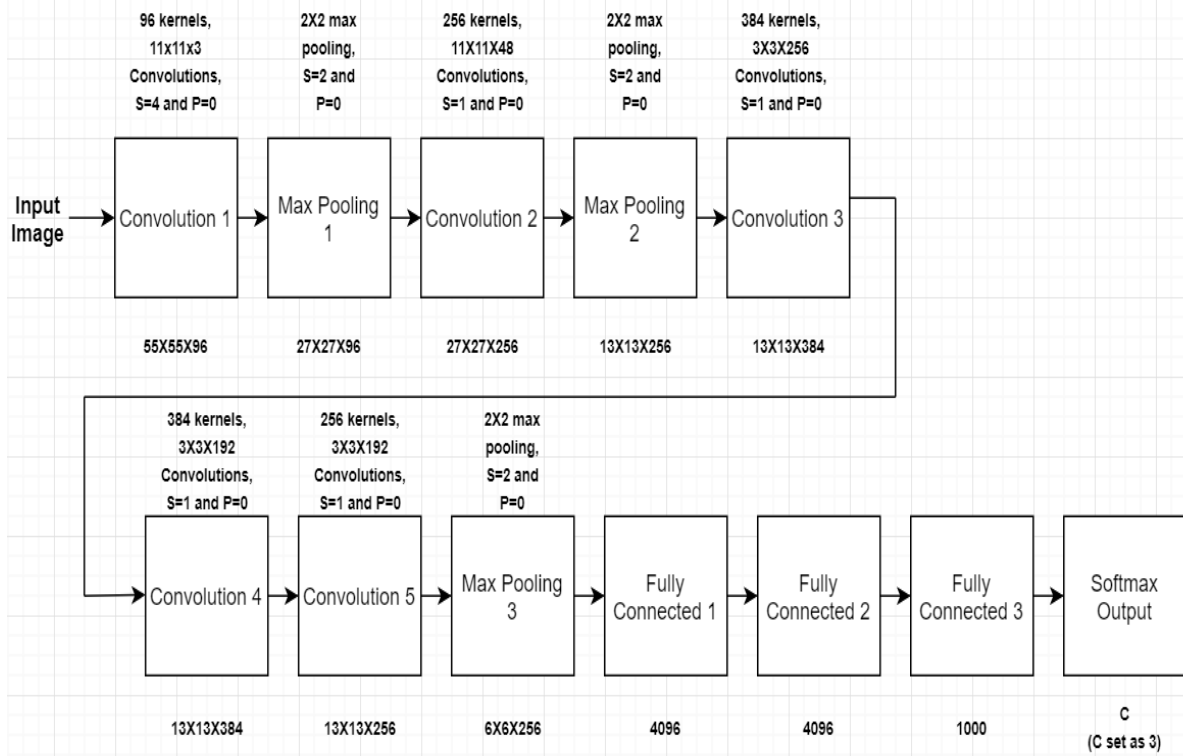 96 kernels,
11x11x3
Convolutions,
S=4 and P=0
2X2 max
pooling,
S=2 and
P=0
256 kernels,
11X11X48
Convolutions,
S=1 and P=0
2X2 max
pooling,
S=2 and
P=0
384 kernels,
3X3X256
Convolutions,
S=1 and P=0
Input
Image
Convolution 1
Max Pooling
1
Convolution 2
Max Pooling
2
Convolution 3
55X55X96
27X27X96
27X27X256
13X13X256
13X13X384
384 kernels,
3X3X192
Convolutions,
S=1 and P=0
256 kernels,
3X3X192
Convolutions,
S=1 and P=0
2X2 max
pooling,
S=2 and
P=0
Convolution 4
Convolution 5
Max Pooling
3
Fully
Connected 1
Fully
Connected 2
Fully
Connected 3
Softmax
Output
13X13X384
13X13X256
6X6X256
4096
4096
1000
C
(C set as 3)